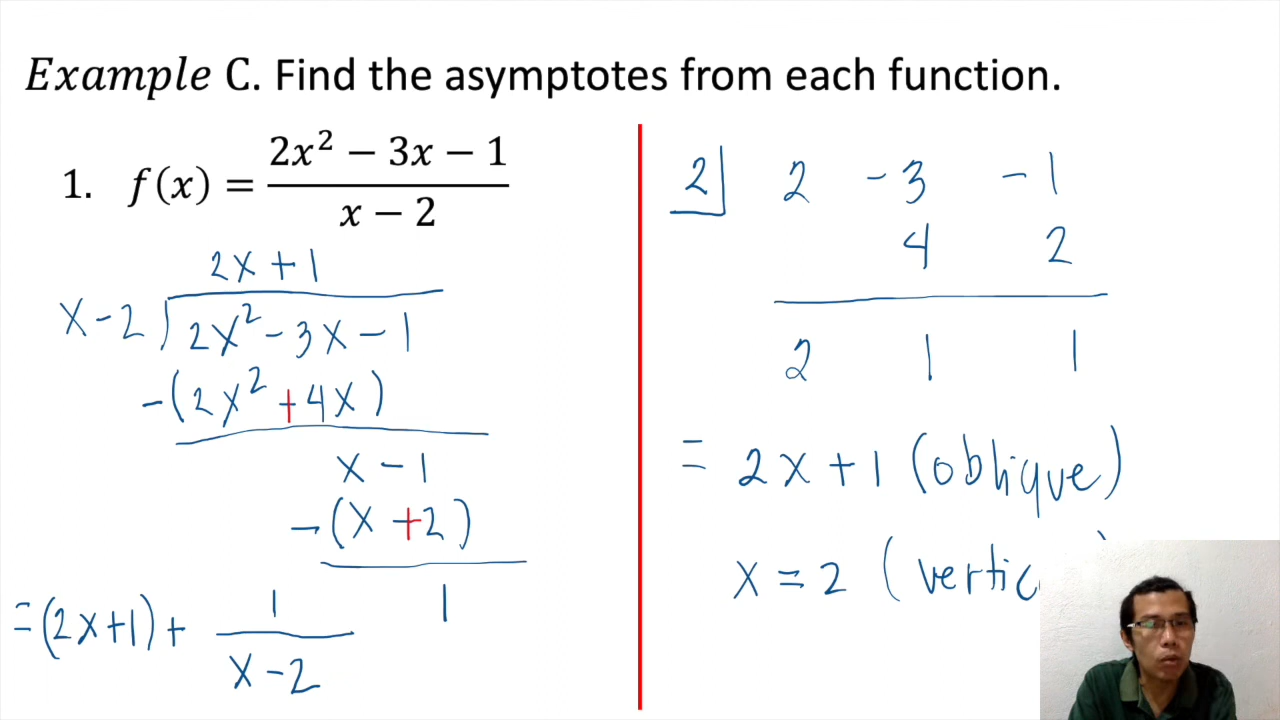 Example C. Find the asymptotes from each function.
1. f(x) = (2x² − 3x − 1)/(x − 2)
2x + 1
x − 2 ) 2x² − 3x − 1
−(2x² + 4x)
x − 1
−(x + 2)
1
= (2x+1) + 1/(x − 2)
2 | 2 −3 −1
4 2
2 1 1
= 2x + 1 (oblique)
x = 2 (vertic